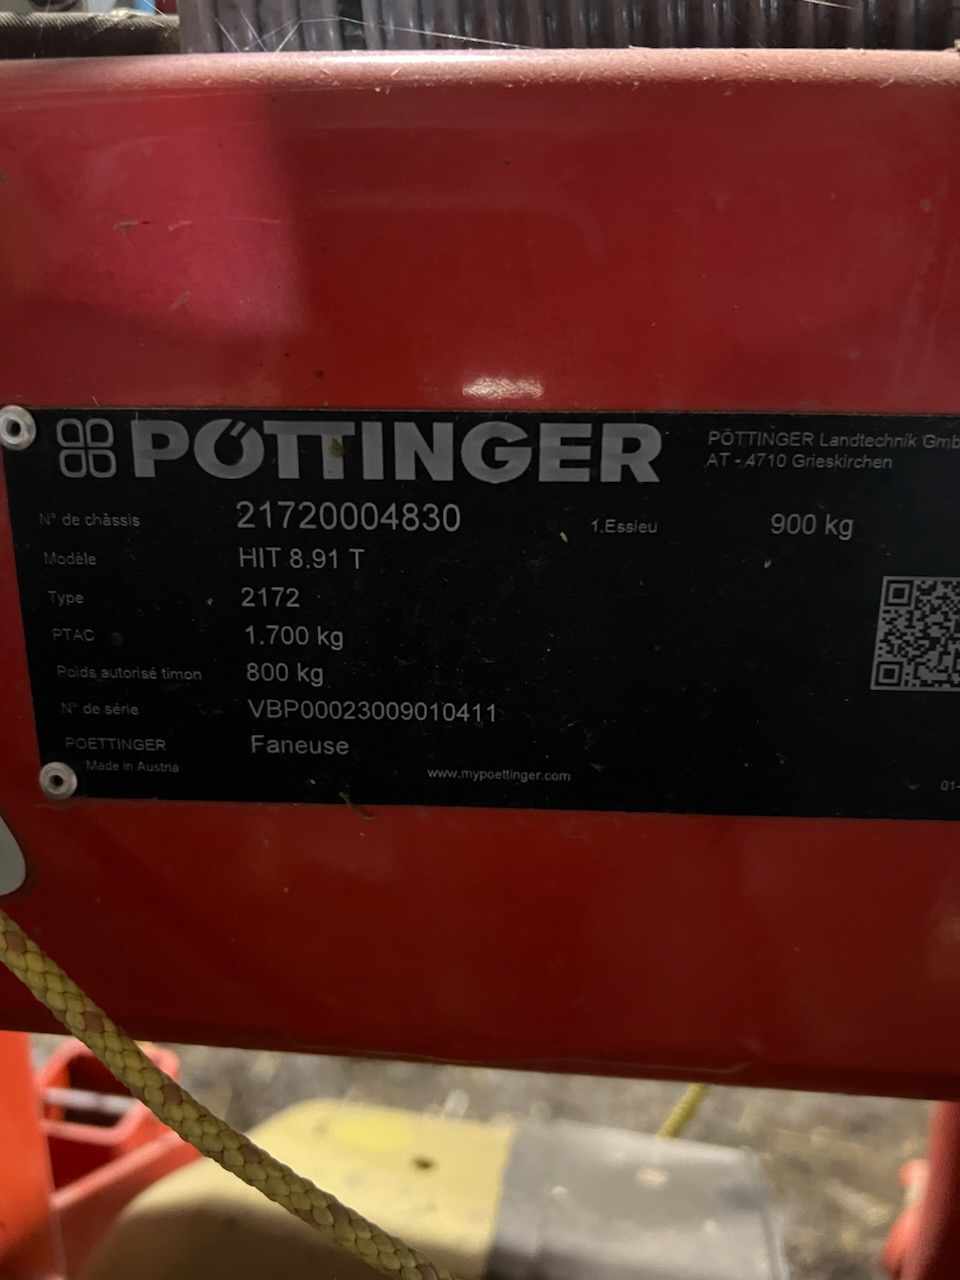 PÖTTINGER
PÖTTINGER Landtechnik Gmb
AT - 4710 Grieskirchen
N° de châssis 21720004830 1.Essieu 900 kg
Modèle HIT 8.91 T
Type 2172
PTAC 1.700 kg
Poids autorisé timon 800 kg
N° de série VBP00023009010411
POETTINGER Faneuse
Made in Austria
www.mypoettinger.com
01-